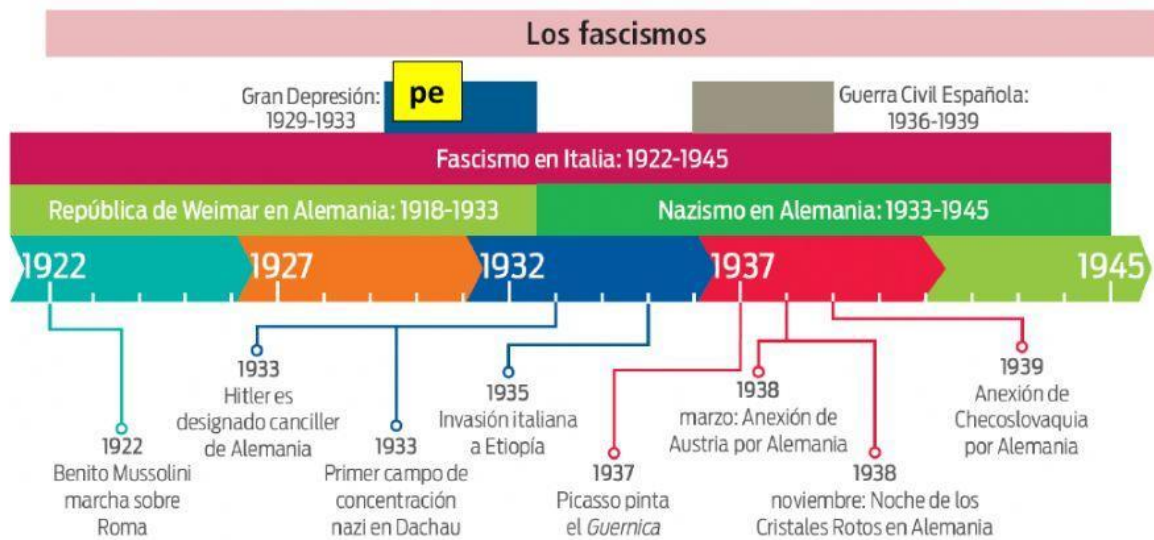 Los fascismos
Gran Depresión:
1929-1933
pe
Guerra Civil Española:
1936-1939
Fascismo en Italia: 1922-1945
República de Weimar en Alemania: 1918-1933
Nazismo en Alemania: 1933-1945
1922
1927
1932
1937
1945
1933
Hitler es
designado canciller
de Alemania
1935
Invasión italiana
a Etiopía
1938
marzo: Anexión de
Austria por Alemania
1939
Anexión de
Checoslovaquia
por Alemania
1922
Benito Mussolini
marcha sobre
Roma
1933
Primer campo de
concentración
nazi en Dachau
1937
Picasso pinta
el Guernica
1938
noviembre: Noche de los
Cristales Rotos en Alemania